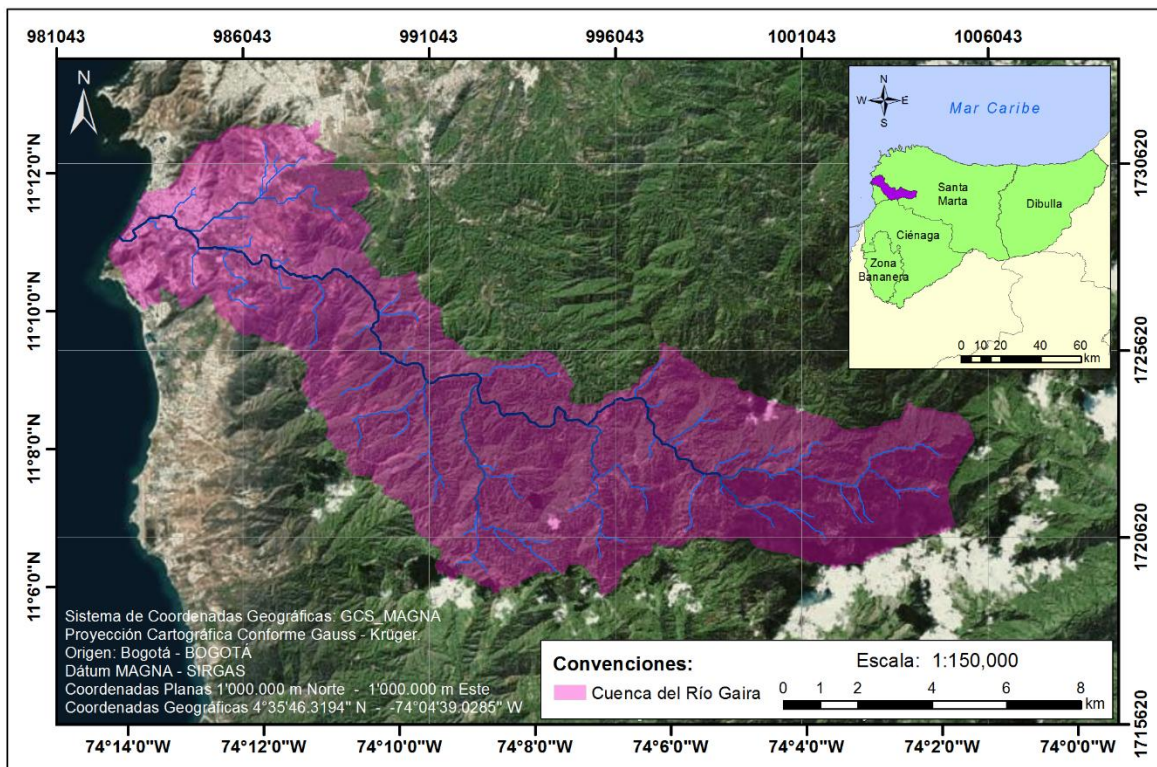 981043 986043 991043 996043 1001043 1006043
N
11°12'0"N
11°10'0"N
11°8'0"N
11°6'0"N
1730620
1725620
1720620
1715620
N
W E
S
Mar Caribe
Santa
Marta
Dibulla
Ciénaga
Zona
Bananera
0 10 20 40 60
km
Sistema de Coordenadas Geográficas: GCS_MAGNA
Proyección Cartográfica Conforme Gauss - Krüger.
Origen: Bogotá - BOGOTÁ
Dátum MAGNA - SIRGAS
Coordenadas Planas 1'000.000 m Norte - 1'000.000 m Este
Coordenadas Geográficas 4°35'46.3194" N - -74°04'39.0285" W
Convenciones:
Cuenca del Río Gaira
Escala: 1:150,000
0 1 2 4 6 8
km
74°14'0"W 74°12'0"W 74°10'0"W 74°8'0"W 74°6'0"W 74°4'0"W 74°2'0"W 74°0'0"W